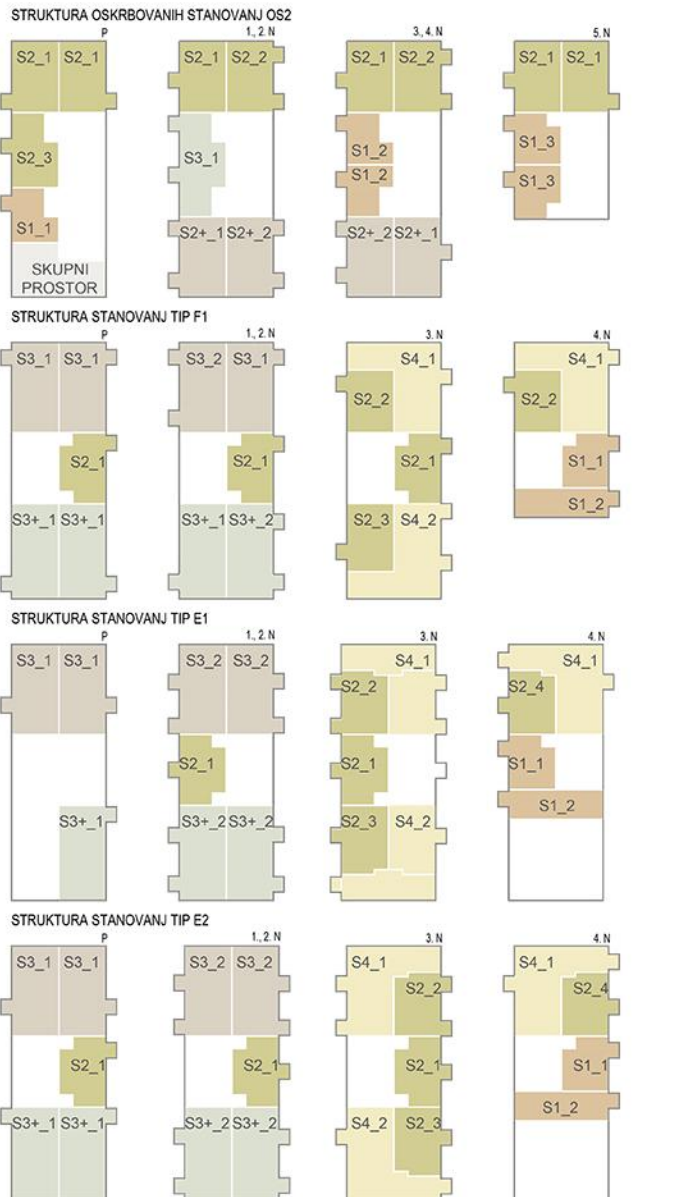 STRUKTURA OSKRBOVANIH STANOVANJ OS2
P 1., 2. N 3., 4. N 5. N
S2_1 S2_1 S2_1 S2_2 S2_1 S2_2 S2_1 S2_1
S2_3 S3_1 S1_2 S1_3
S1_2 S1_3
S1_1 S2+_1 S2+_2 S2+_2 S2+_1
SKUPNI
PROSTOR
STRUKTURA STANOVANJ TIP F1
P 1., 2. N 3. N 4. N
S3_1 S3_1 S3_2 S3_1 S4_1 S4_1
S2_2 S2_2
S2_1 S2_1 S2_1 S1_1
S1_2
S3+_1 S3+_1 S3+_1 S3+_2 S2_3 S4_2
STRUKTURA STANOVANJ TIP E1
P 1., 2. N 3. N 4. N
S3_1 S3_1 S3_2 S3_2 S4_1 S4_1
S2_2 S2_4
S2_1 S2_1 S1_1
S1_2
S3+_1 S3+_2 S3+_2 S2_3 S4_2
STRUKTURA STANOVANJ TIP E2
P 1., 2. N 3. N 4. N
S3_1 S3_1 S3_2 S3_2 S4_1 S4_1
S2_2 S2_4
S2_1 S2_1 S2_1 S1_1
S1_2
S3+_1 S3+_1 S3+_2 S3+_2 S4_2 S2_3